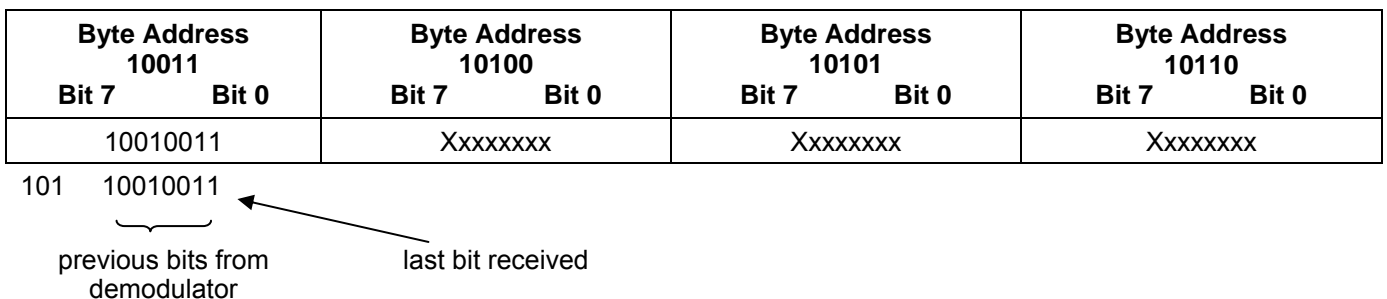 Byte Address Byte Address Byte Address Byte Address
10011 10100 10101 10110
Bit 7 Bit 0 Bit 7 Bit 0 Bit 7 Bit 0 Bit 7 Bit 0
10010011 Xxxxxxxx Xxxxxxxx Xxxxxxxx
101 10010011
previous bits from last bit received
demodulator